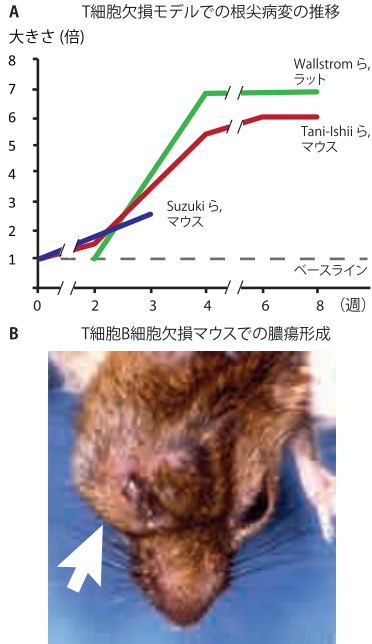 A T細胞欠損モデルでの根尖病変の推移
大きさ (倍)
8
7
6
5
4
3
2
1
Wallstrom ら,
ラット
Tani-Ishii ら,
マウス
Suzuki ら,
マウス
ベースライン
0 2 3 4 6 8 (週)
B T細胞B細胞欠損マウスでの膿瘍形成